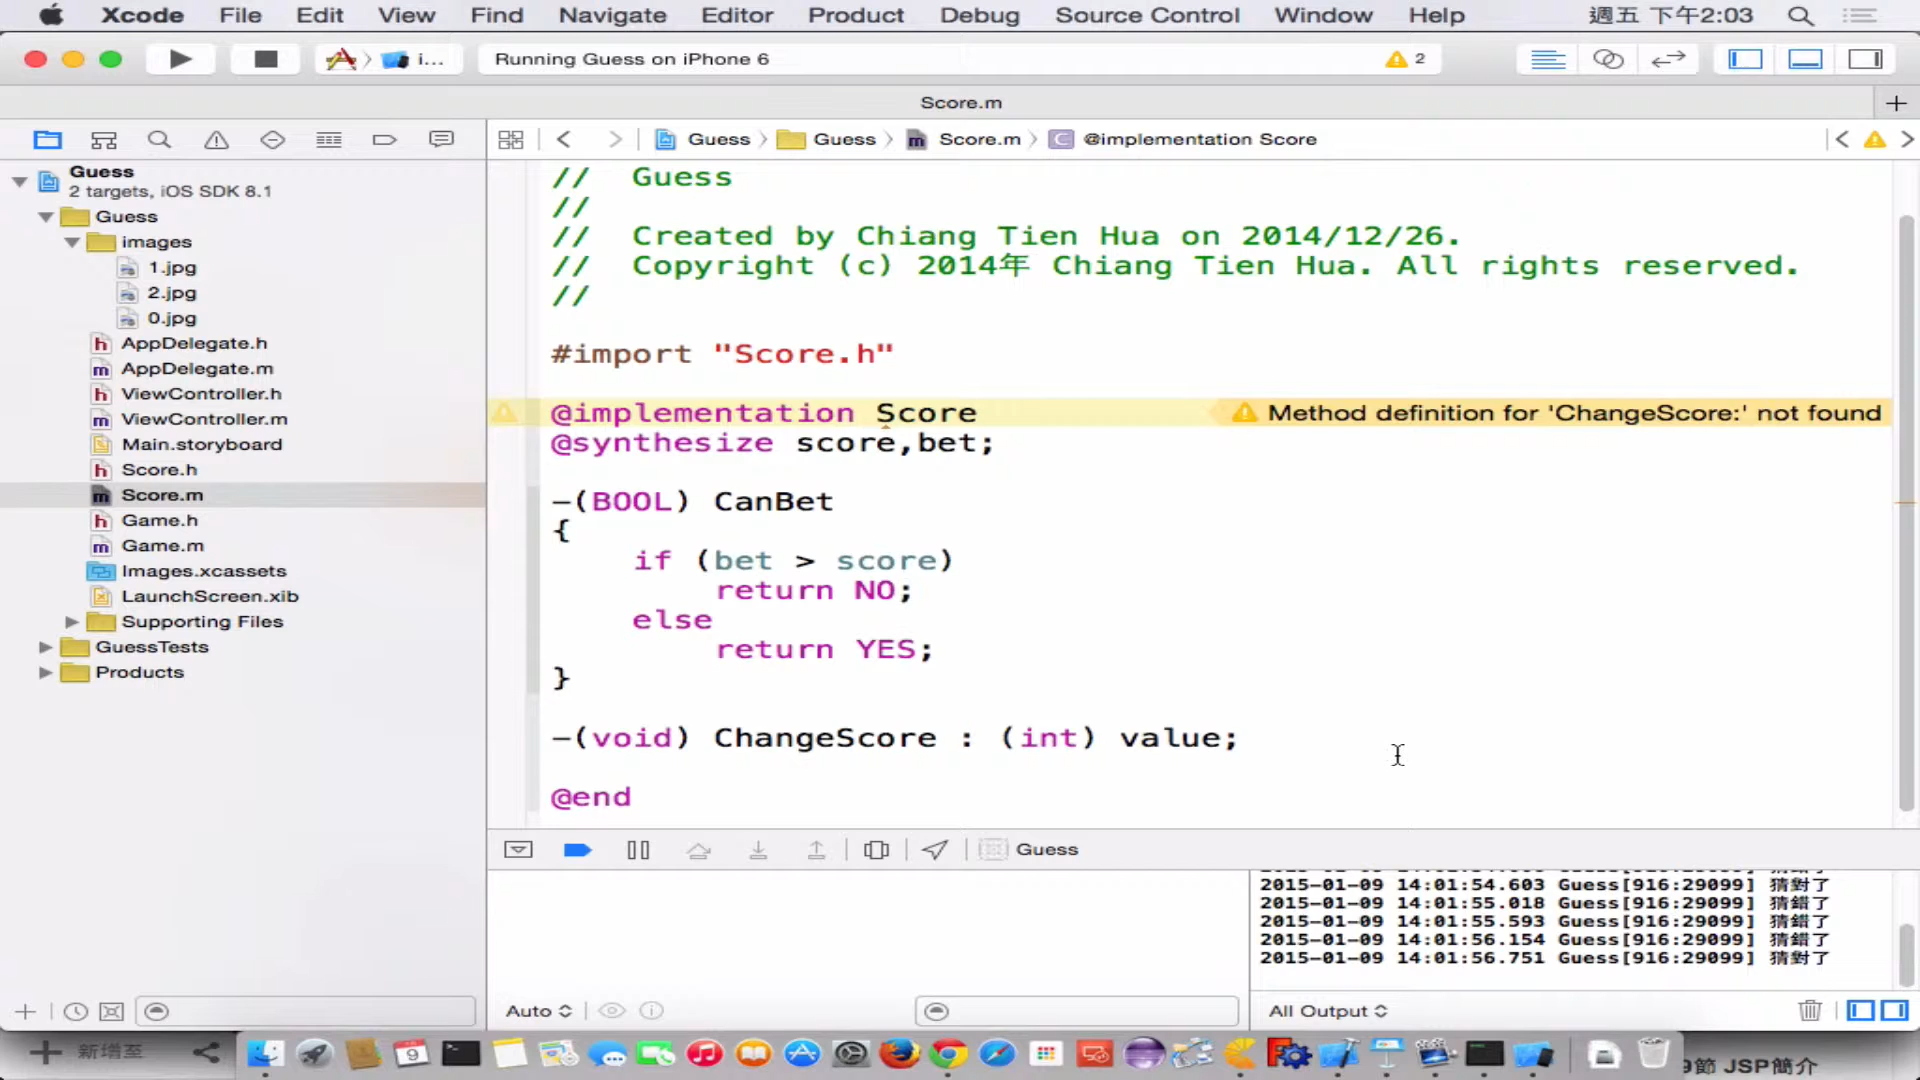 Xcode File Edit View Find Navigate Editor Product Debug Source Control Window Help 週五 下午2:03
i... Running Guess on iPhone 6 2
Score.m
Guess Guess Score.m @implementation Score
Guess
2 targets, iOS SDK 8.1
Guess
images
1.jpg
2.jpg
0.jpg
AppDelegate.h
AppDelegate.m
ViewController.h
ViewController.m
Main.storyboard
Score.h
Score.m
Game.h
Game.m
Images.xcassets
LaunchScreen.xib
Supporting Files
GuessTests
Products
// Guess
//
// Created by Chiang Tien Hua on 2014/12/26.
// Copyright (c) 2014年 Chiang Tien Hua. All rights reserved.
//
#import "Score.h"
@implementation Score
Method definition for 'ChangeScore:' not found
@synthesize score,bet;
-(BOOL) CanBet
{
if (bet > score)
return NO;
else
return YES;
}
-(void) ChangeScore : (int) value;
@end
Guess
2015-01-09 14:01:54.603 Guess[916:29099] 猜對了
2015-01-09 14:01:55.018 Guess[916:29099] 猜錯了
2015-01-09 14:01:55.593 Guess[916:29099] 猜錯了
2015-01-09 14:01:56.154 Guess[916:29099] 猜錯了
2015-01-09 14:01:56.751 Guess[916:29099] 猜對了
Auto All Output
新增至
9
9節 JSP簡介